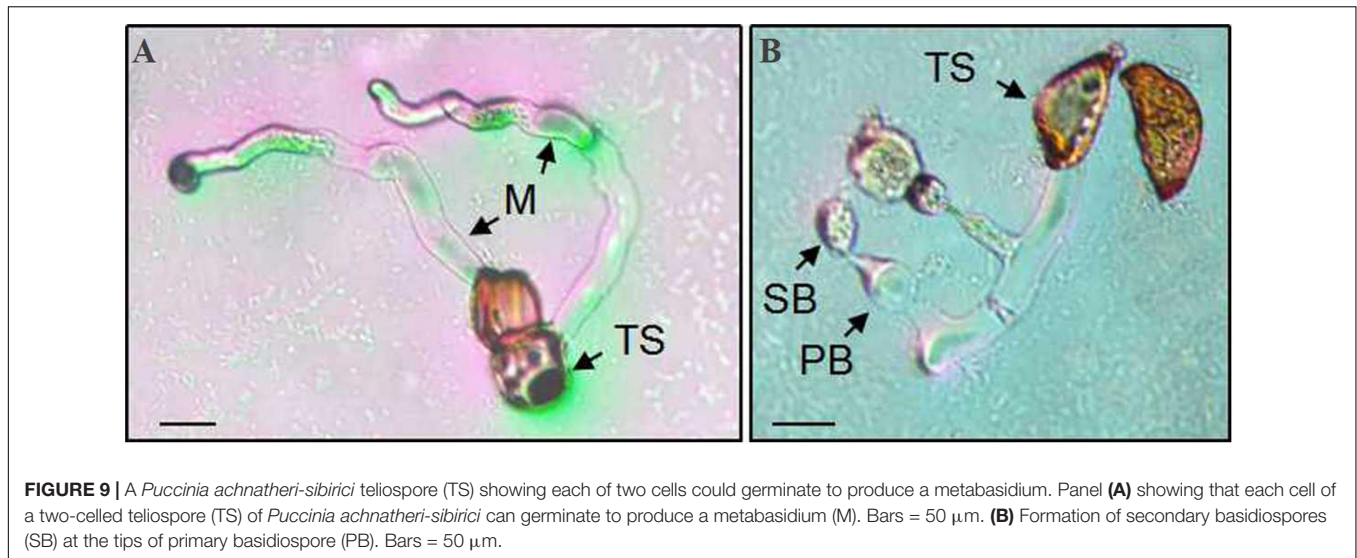 A
B
TS
M
SB
TS
PB
FIGURE 9 | A Puccinia achnatheri-sibirici teliospore (TS) showing each of two cells could germinate to produce a metabasidium. Panel (A) showing that each cell of
a two-celled teliospore (TS) of Puccinia achnatheri-sibirici can germinate to produce a metabasidium (M). Bars = 50 μm. (B) Formation of secondary basidiospores
(SB) at the tips of primary basidiospore (PB). Bars = 50 μm.